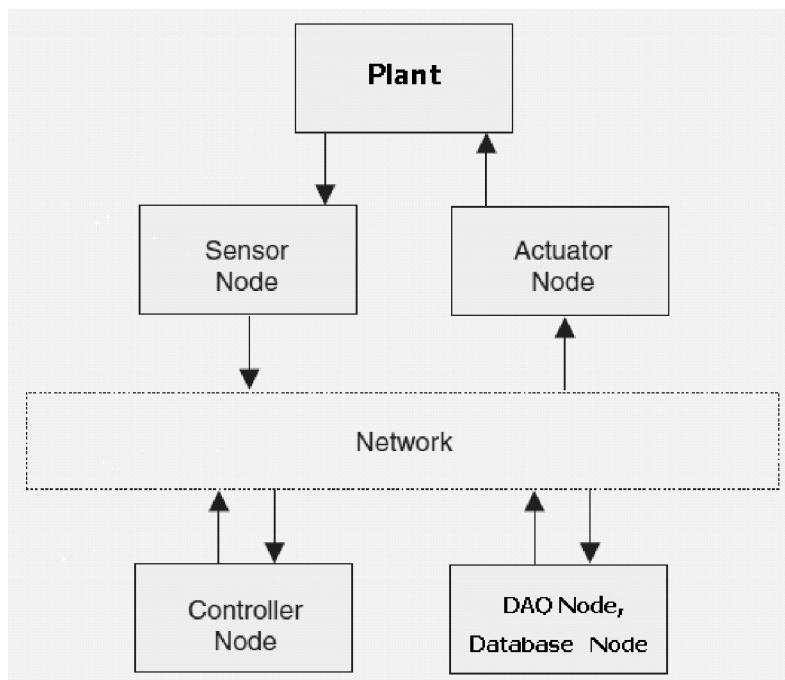 Plant
Sensor
Node
Actuator
Node
Network
Controller
Node
DAQ Node,
Database Node